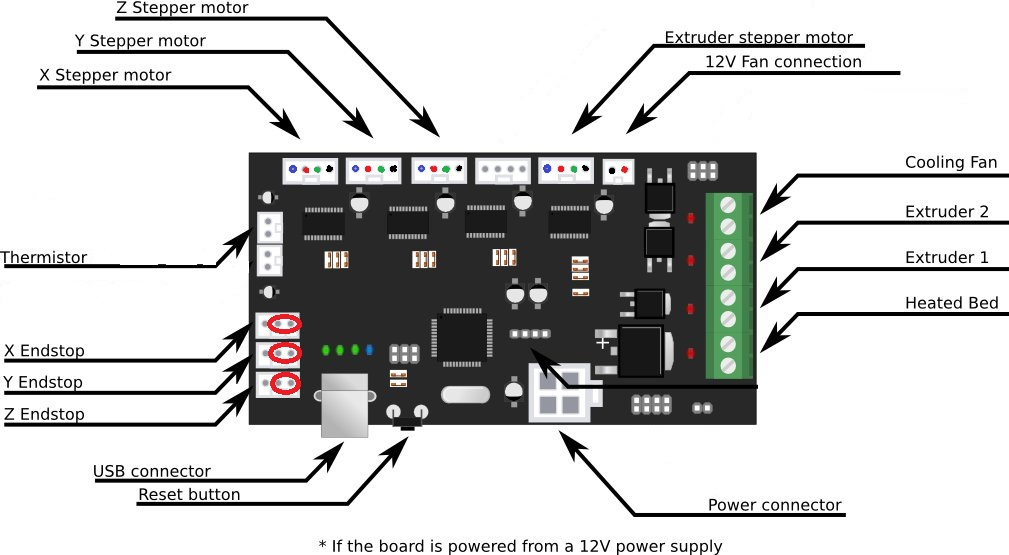 Z Stepper motor
Y Stepper motor
X Stepper motor
Extruder stepper motor
12V Fan connection
Cooling Fan
Extruder 2
Extruder 1
Heated Bed
Thermistor
X Endstop
Y Endstop
Z Endstop
USB connector
Reset button
Power connector
* If the board is powered from a 12V power supply